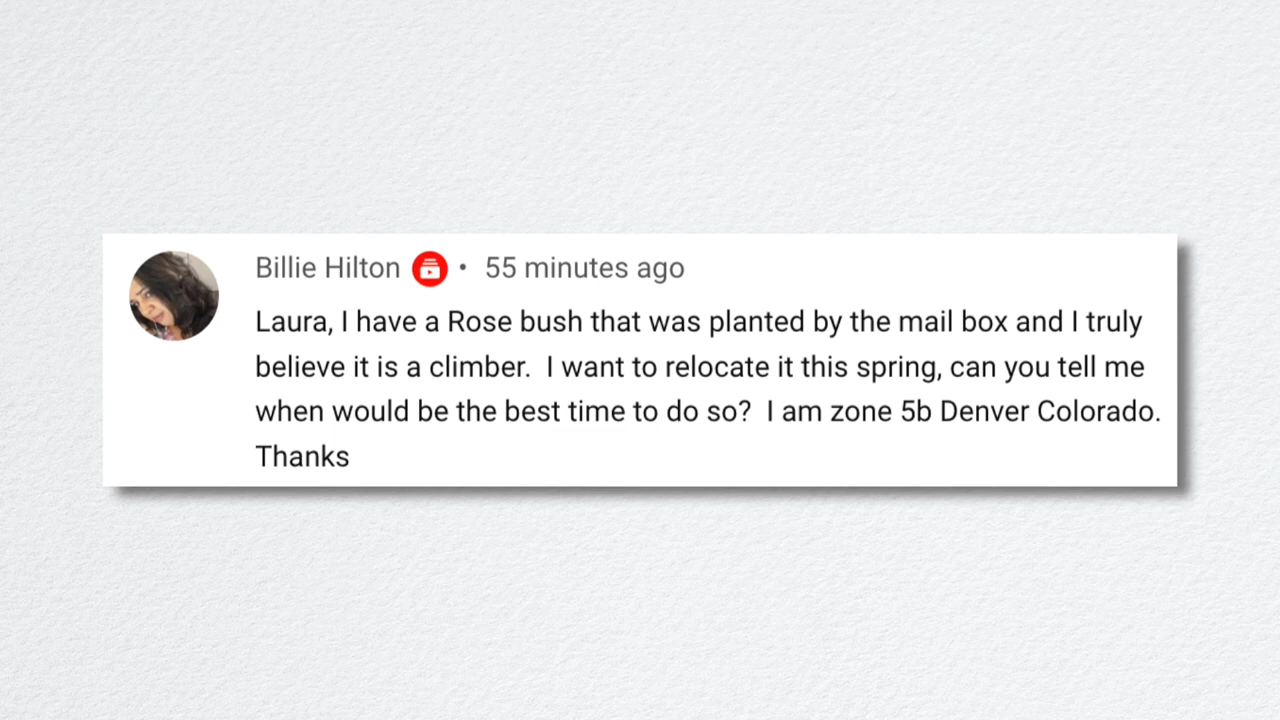 Billie Hilton • 55 minutes ago
Laura, I have a Rose bush that was planted by the mail box and I truly
believe it is a climber.  I want to relocate it this spring, can you tell me
when would be the best time to do so?  I am zone 5b Denver Colorado.
Thanks